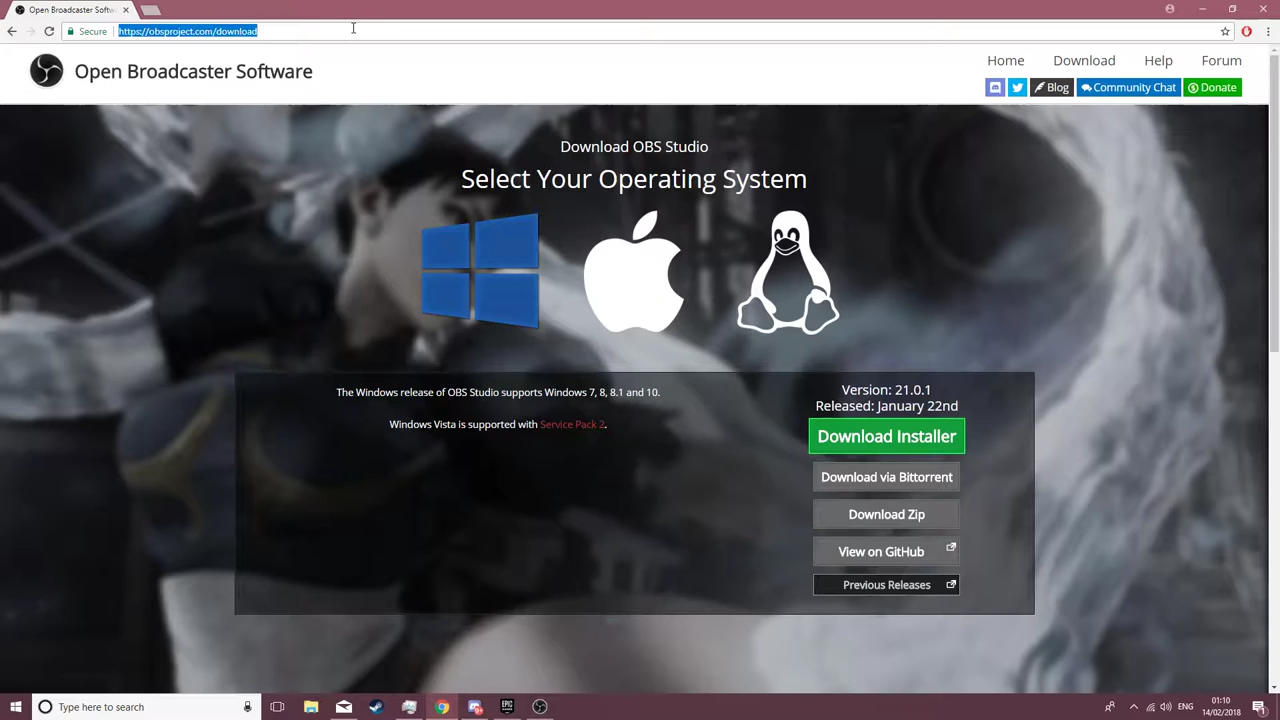 Open Broadcaster Softw
Secure
https://obsproject.com/download
Open Broadcaster Software
Home
Download
Help
Forum
Blog
Community Chat
Donate
Download OBS Studio
Select Your Operating System
The Windows release of OBS Studio supports Windows 7, 8, 8.1 and 10.
Windows Vista is supported with Service Pack 2.
Version: 21.0.1
Released: January 22nd
Download Installer
Download via Bittorrent
Download Zip
View on GitHub
Previous Releases
Type here to search
EPIC
ENG
01:10
14/02/2018